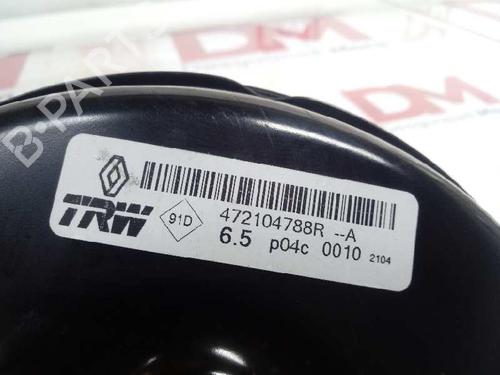 DM
B-PARTS
TRW
91D
472104788R --A
6.5 p04c 0010 2104